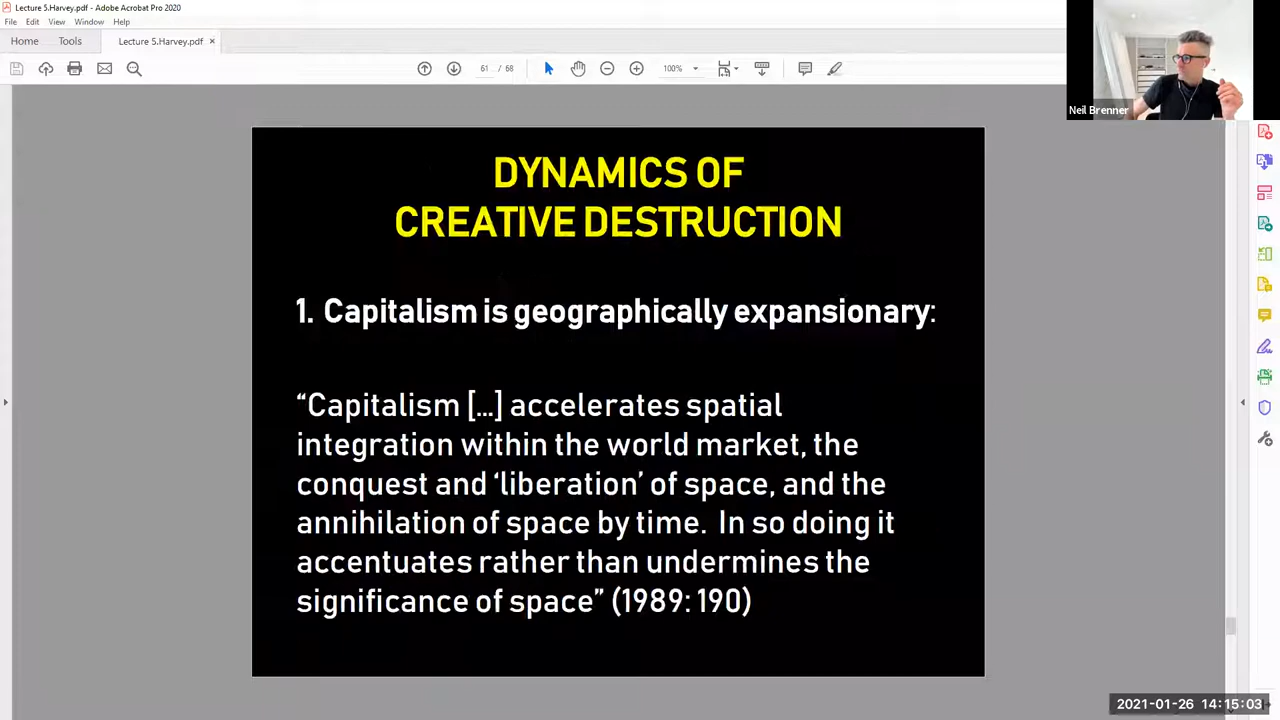 Lecture 5.Harvey.pdf - Adobe Acrobat Pro 2020
File Edit View Window Help
Home Tools Lecture 5.Harvey.pdf ×
61 / 68 100%
Neil Brenner
DYNAMICS OF
CREATIVE DESTRUCTION
1. Capitalism is geographically expansionary:
“Capitalism […] accelerates spatial
integration within the world market, the
conquest and ‘liberation’ of space, and the
annihilation of space by time. In so doing it
accentuates rather than undermines the
significance of space” (1989: 190)
2021-01-26 14:15:03